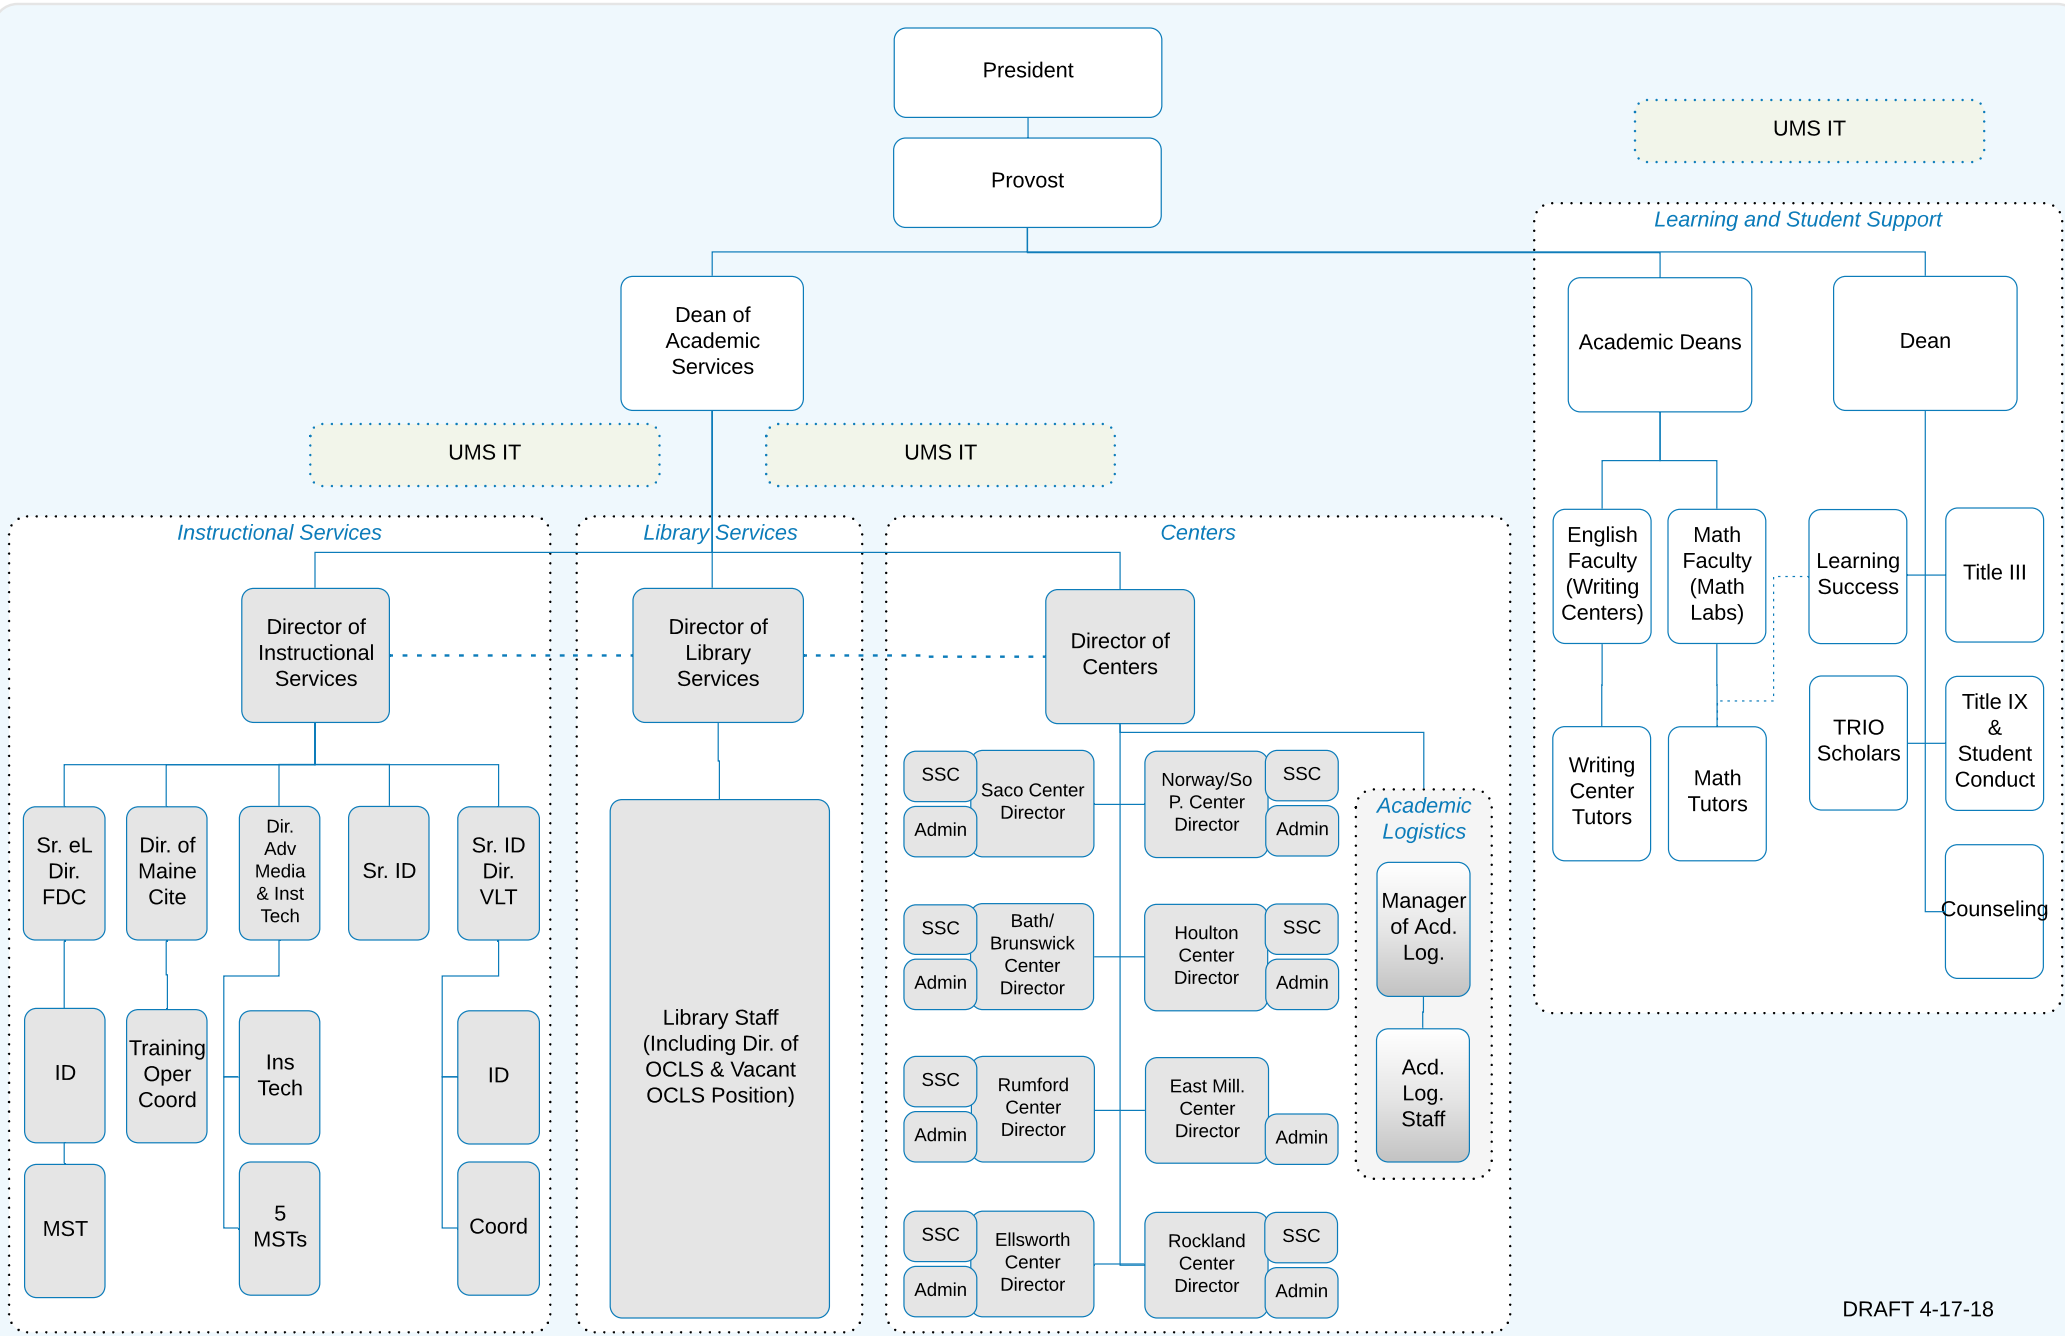 President
UMS IT
Provost
Learning and Student Support
Dean of
Academic
Services
Academic Deans
Dean
UMS IT
UMS IT
Instructional Services
Library Services
Centers
English
Faculty
(Writing
Centers)
Math
Faculty
(Math
Labs)
Learning
Success
Title III
Director of
Instructional
Services
Director of
Library
Services
Director of
Centers
TRIO
Scholars
Title IX
&
Student
Conduct
Writing
Center
Tutors
Math
Tutors
Counseling
Sr. eL
Dir.
FDC
Dir. of
Maine
Cite
Dir.
Adv
Media
& Inst
Tech
Sr. ID
Sr. ID
Dir.
VLT
ID
Training
Oper
Coord
Ins
Tech
ID
MST
5
MSTs
Coord
Library Staff
(Including Dir. of
OCLS & Vacant
OCLS Position)
SSC
Admin
Saco Center
Director
Norway/So
P. Center
Director
SSC
Admin
SSC
Admin
Bath/
Brunswick
Center
Director
Houlton
Center
Director
SSC
Admin
SSC
Admin
Rumford
Center
Director
East Mill.
Center
Director
Admin
SSC
Admin
Ellsworth
Center
Director
Rockland
Center
Director
SSC
Admin
Academic
Logistics
Manager
of Acd.
Log.
Acd.
Log.
Staff
DRAFT 4-17-18